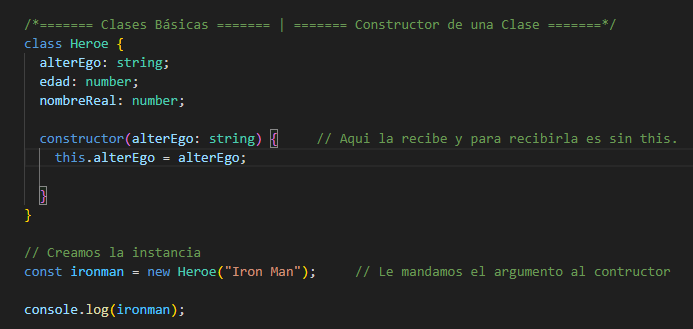 /*======= Clases Básicas ======= | ======= Constructor de una Clase =======*/
class Heroe {
  alterEgo: string;
  edad: number;
  nombreReal: number;

  constructor(alterEgo: string) {     // Aqui la recibe y para recibirla es sin this.
    this.alterEgo = alterEgo;

  }
}

// Creamos la instancia
const ironman = new Heroe("Iron Man");     // Le mandamos el argumento al contructor

console.log(ironman);